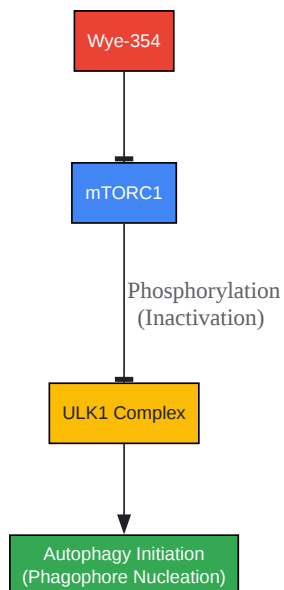 Wye-354
mTORC1
Phosphorylation
(Inactivation)
ULK1 Complex
Autophagy Initiation
(Phagophore Nucleation)